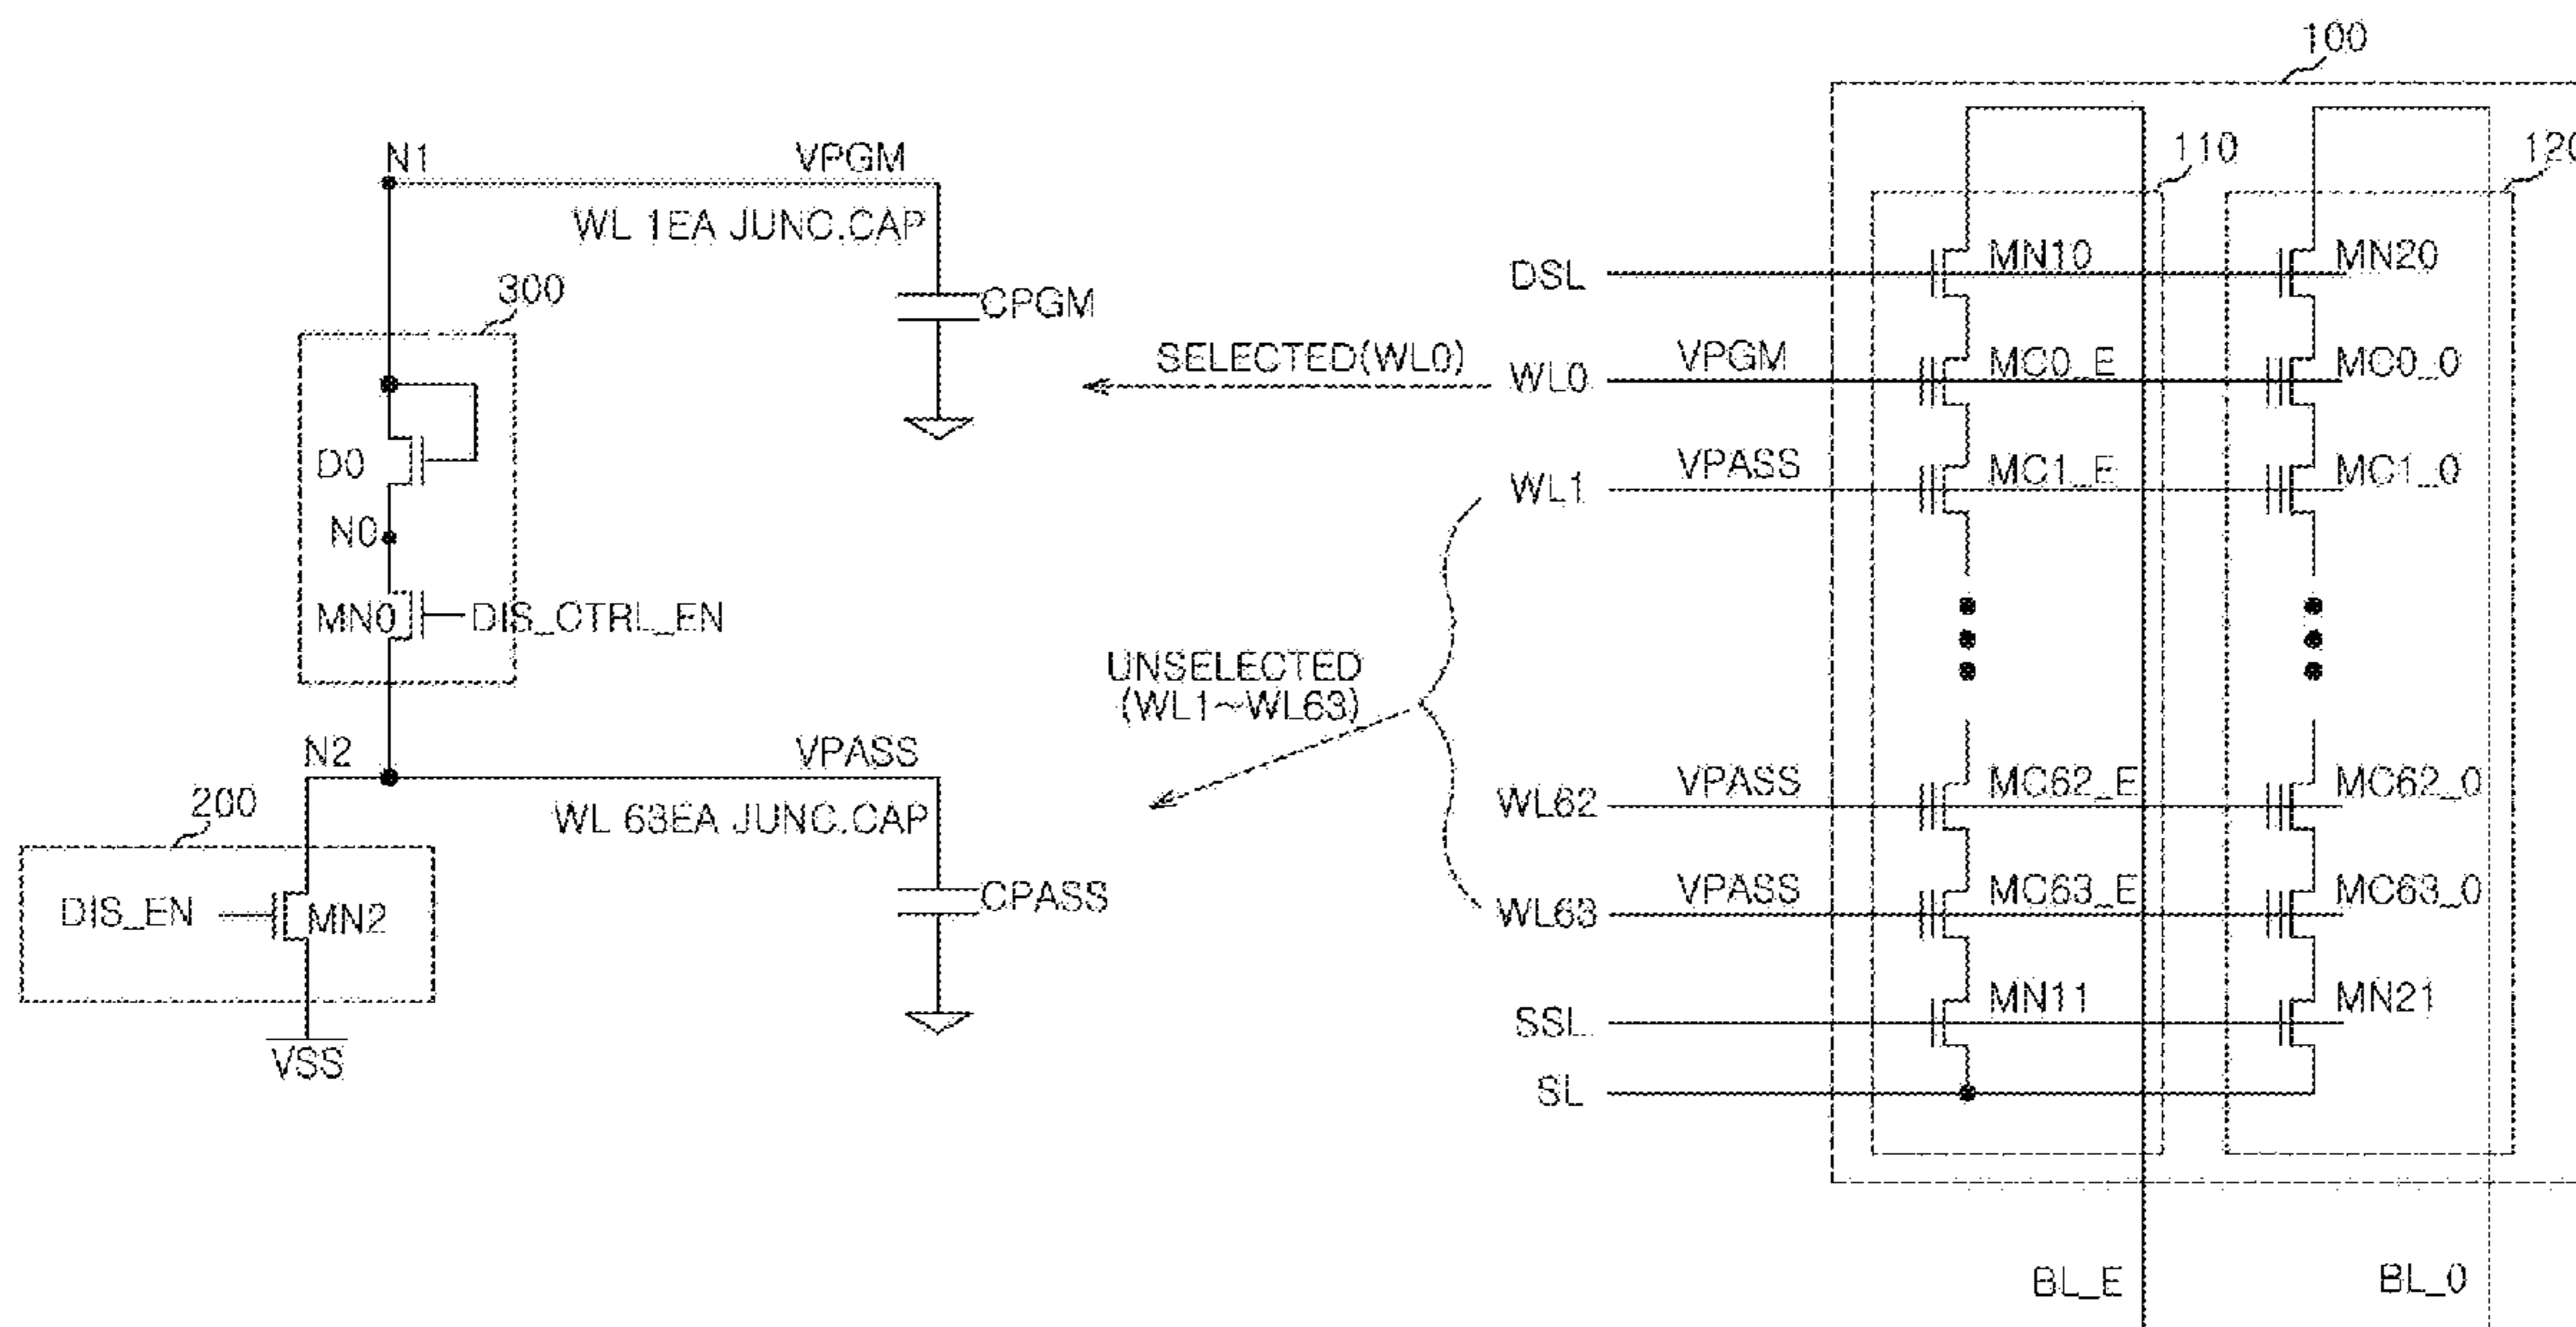 100
N1
VPGM
110
120
WL 1EA JUNC.CAP
DSL
MN10
MN20
300
CPGM
SELECTED(WL0)
WL0
VPGM
MC0_E
MC0_0
D0
WL1
VPASS
MC1_E
MC1_0
N0
MN0
DIS_CTRL_EN
UNSELECTED
(WL1~WL63)
N2
VPASS
WL62
VPASS
MC62_E
MC62_0
200
WL 63EA JUNC.CAP
DIS_EN
MN2
CPASS
WL63
VPASS
MC63_E
MC63_0
SSL
MN11
MN21
VSS
SL
BL_E
BL_0